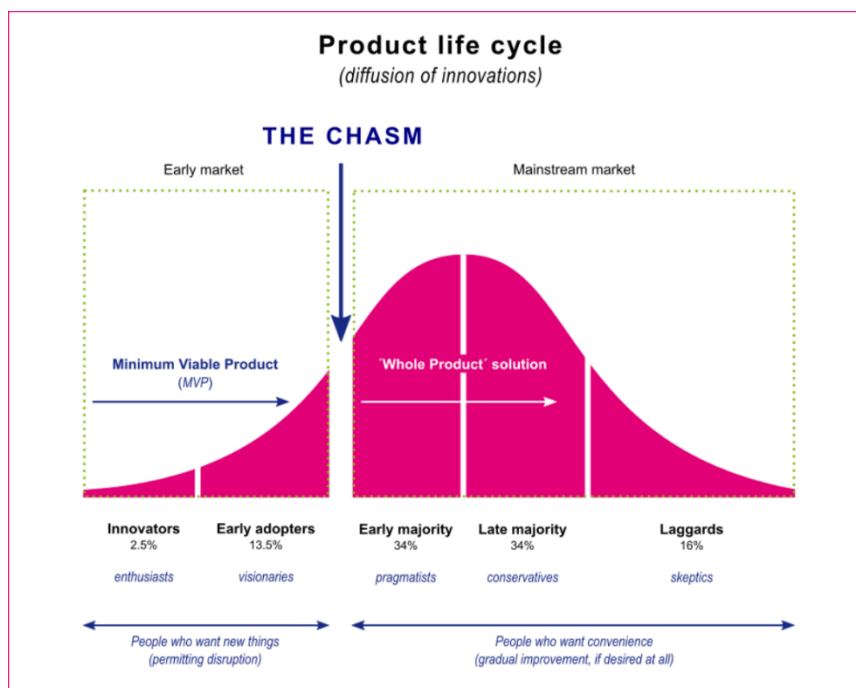 Product life cycle
(diffusion of innovations)
THE CHASM
Early market
Mainstream market
Minimum Viable Product
(MVP)
´Whole Product´ solution
Innovators
2.5%
enthusiasts
Early adopters
13.5%
visionaries
Early majority
34%
pragmatists
Late majority
34%
conservatives
Laggards
16%
skeptics
People who want new things
(permitting disruption)
People who want convenience
(gradual improvement, if desired at all)